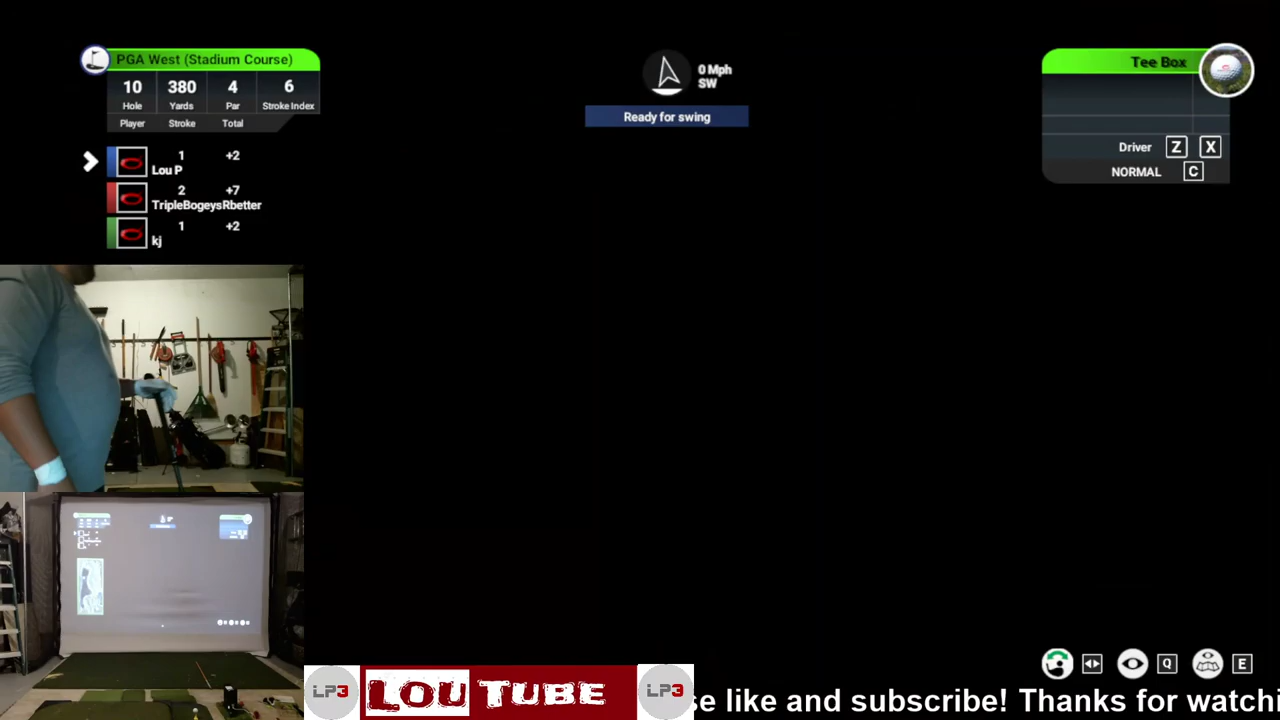 PGA West (Stadium Course)
10 380 4 6
Hole Yards Par Stroke Index
Player Stroke Total
1 +2
Lou P
2 +7
TripleBogeysRbetter
1 +2
kj
0 Mph
SW
Ready for swing
Tee Box
Driver Z X
NORMAL C
Q E
LP3 LOU TUBE LP3
se like and subscribe! Thanks for watchi